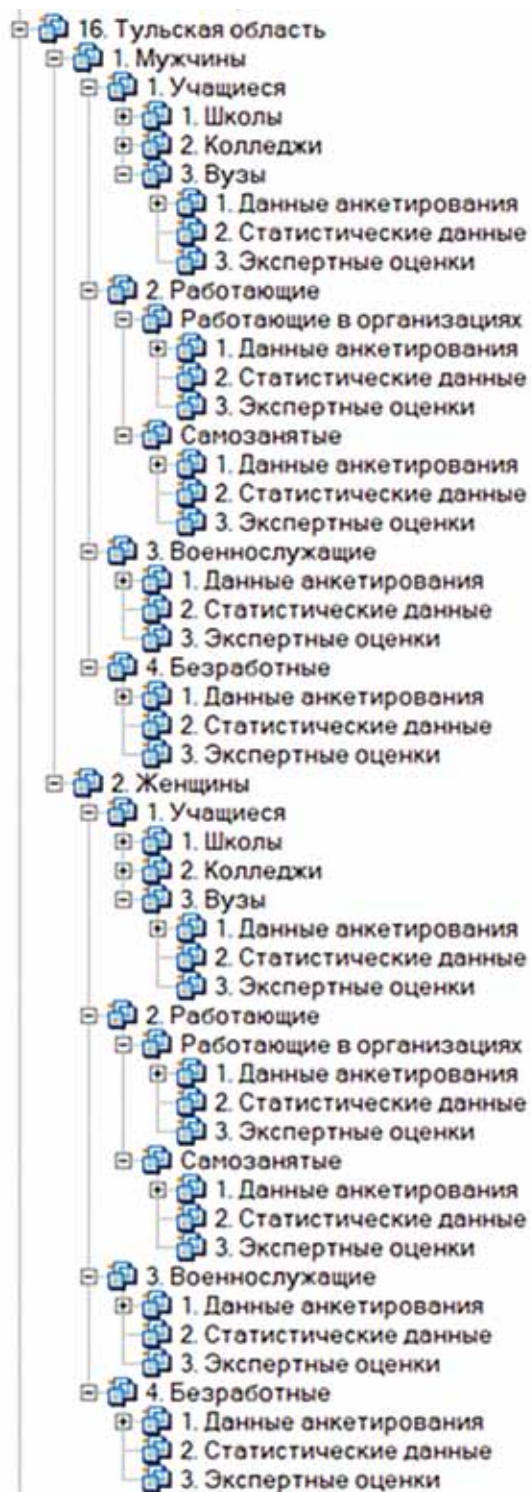 16. Тульская область
1. Мужчины
1. Учащиеся
1. Школы
2. Колледжи
3. Вузы
1. Данные анкетирования
2. Статистические данные
3. Экспертные оценки
2. Работающие
Работающие в организациях
1. Данные анкетирования
2. Статистические данные
3. Экспертные оценки
Самозанятые
1. Данные анкетирования
2. Статистические данные
3. Экспертные оценки
3. Военнослужащие
1. Данные анкетирования
2. Статистические данные
3. Экспертные оценки
4. Безработные
1. Данные анкетирования
2. Статистические данные
3. Экспертные оценки
2. Женщины
1. Учащиеся
1. Школы
2. Колледжи
3. Вузы
1. Данные анкетирования
2. Статистические данные
3. Экспертные оценки
2. Работающие
Работающие в организациях
1. Данные анкетирования
2. Статистические данные
3. Экспертные оценки
Самозанятые
1. Данные анкетирования
2. Статистические данные
3. Экспертные оценки
3. Военнослужащие
1. Данные анкетирования
2. Статистические данные
3. Экспертные оценки
4. Безработные
1. Данные анкетирования
2. Статистические данные
3. Экспертные оценки